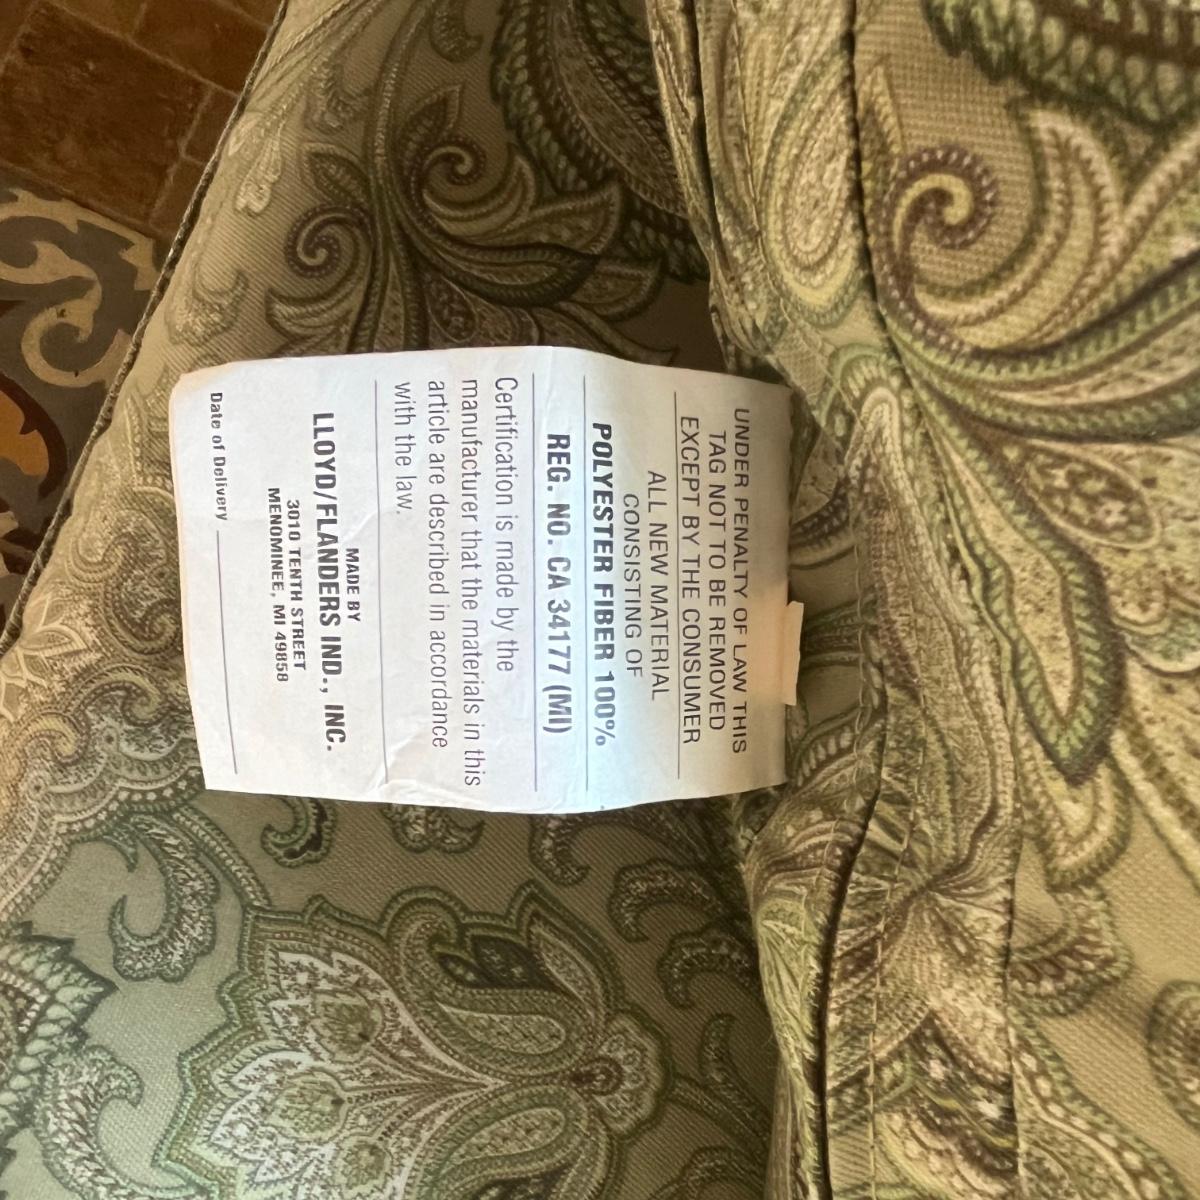 UNDER PENALTY OF LAW THIS
TAG NOT TO BE REMOVED
EXCEPT BY THE CONSUMER
ALL NEW MATERIAL
CONSISTING OF
POLYESTER FIBER 100%
REG. NO. CA 34177 (MI)
Certification is made by the
manufacturer that the materials in this
article are described in accordance
with the law.
MADE BY
LLOYD/FLANDERS IND., INC.
3010 TENTH STREET
MENOMINEE, MI 49858
Date of Delivery